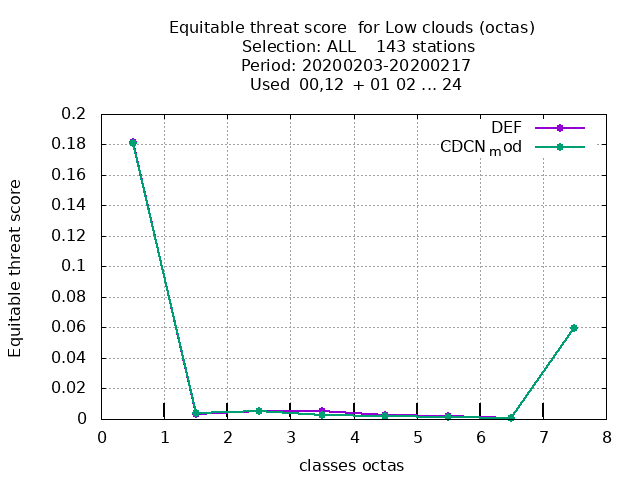 Equitable threat score for Low clouds (octas)
Selection: ALL 143 stations
Period: 20200203-20200217
Used 00,12 + 01 02 ... 24
DEF
CDCN_mod
0.2
0.18
0.16
0.14
0.12
0.1
0.08
0.06
0.04
0.02
0
Equitable threat score
0 1 2 3 4 5 6 7 8
classes octas